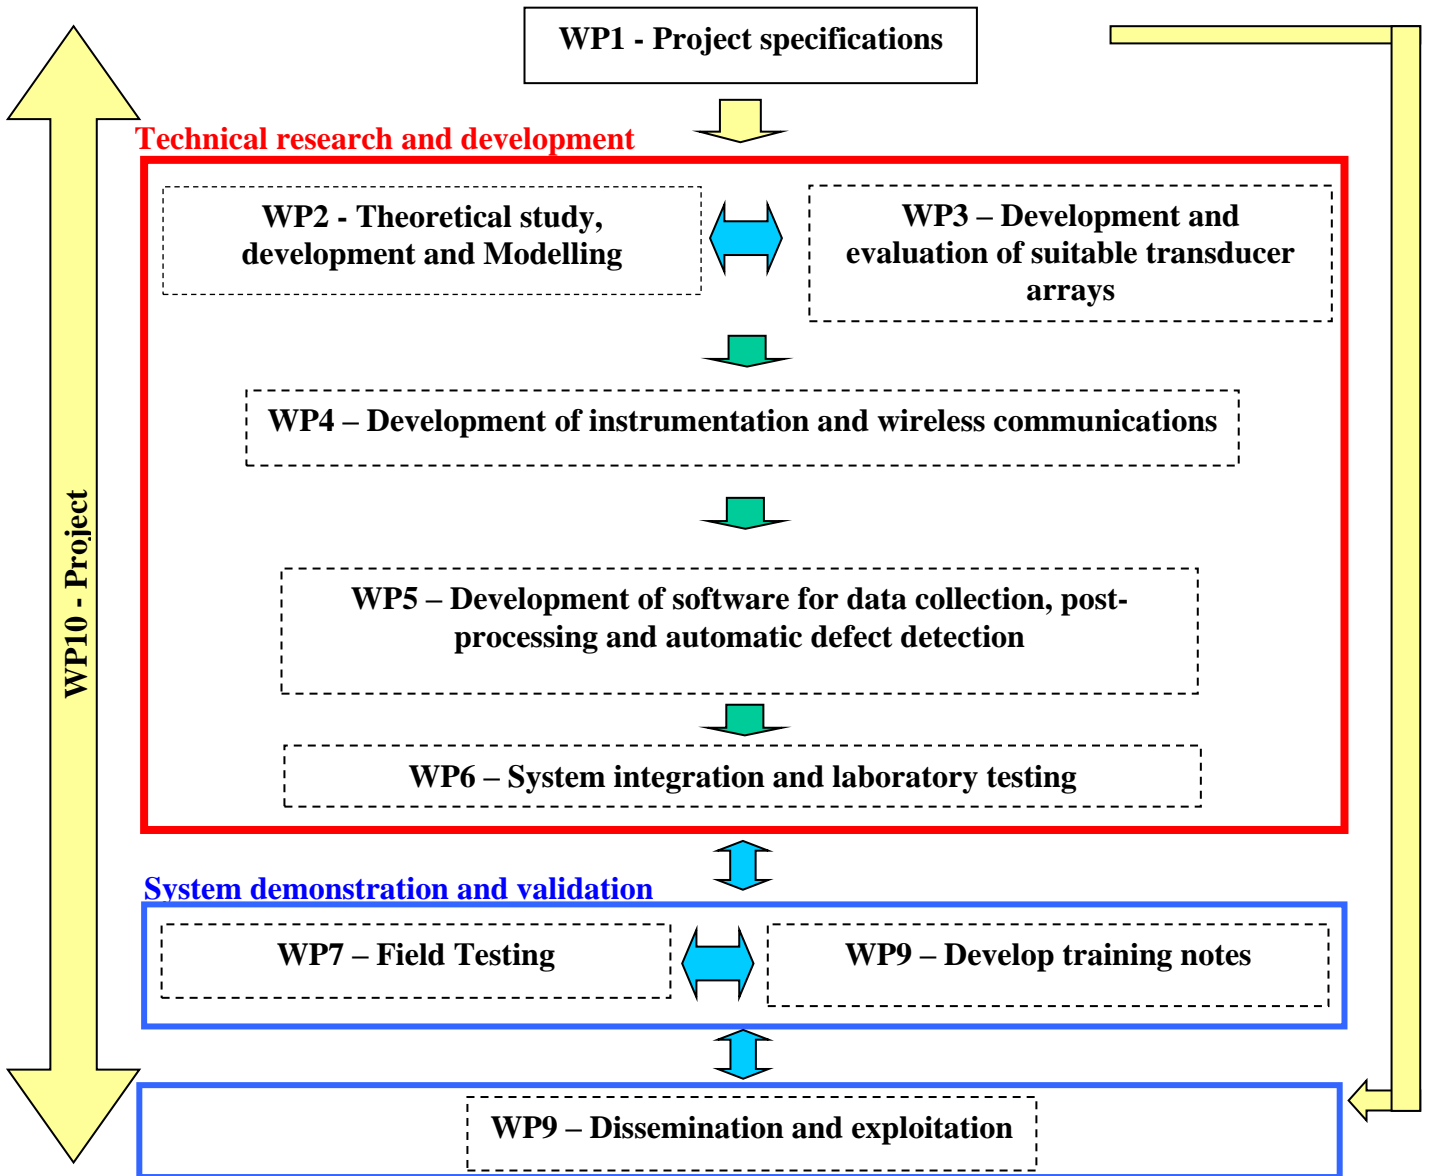 WP1 - Project specifications
Technical research and development
WP2 - Theoretical study,
development and Modelling
WP3 – Development and
evaluation of suitable transducer
arrays
WP4 – Development of instrumentation and wireless communications
WP5 – Development of software for data collection, post-
processing and automatic defect detection
WP6 – System integration and laboratory testing
System demonstration and validation
WP7 – Field Testing
WP9 – Develop training notes
WP9 – Dissemination and exploitation
WP10 - Project